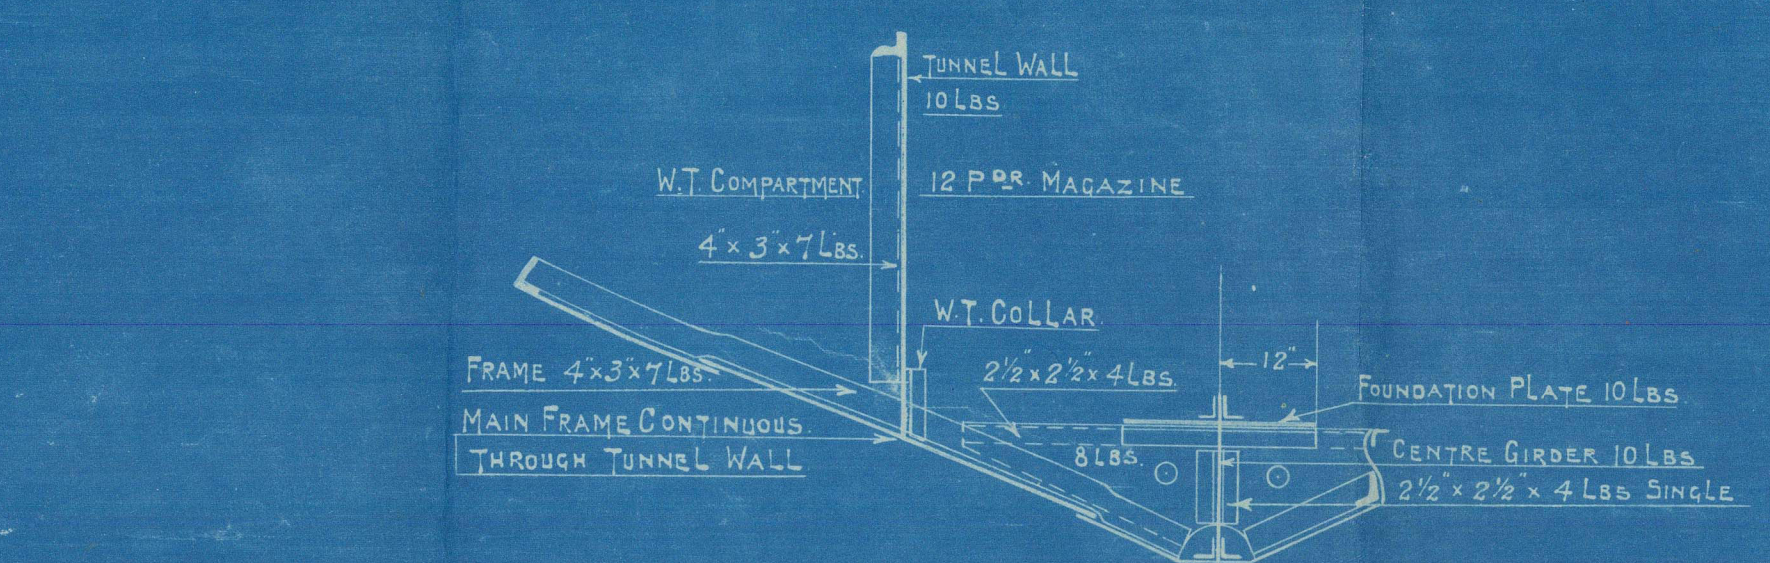 TUNNEL WALL
10 LBS
W.T. COMPARTMENT
12 PDR. MAGAZINE
4" x 3" x 7 LBS.
W.T. COLLAR.
FRAME 4"x3"x7 LBS.
2½" x 2½" x 4 LBS.
12"
FOUNDATION PLATE 10 LBS.
MAIN FRAME CONTINUOUS.
THROUGH TUNNEL WALL
8 LBS.
CENTRE GIRDER 10 LBS
2½" x 2½" x 4 LBS SINGLE